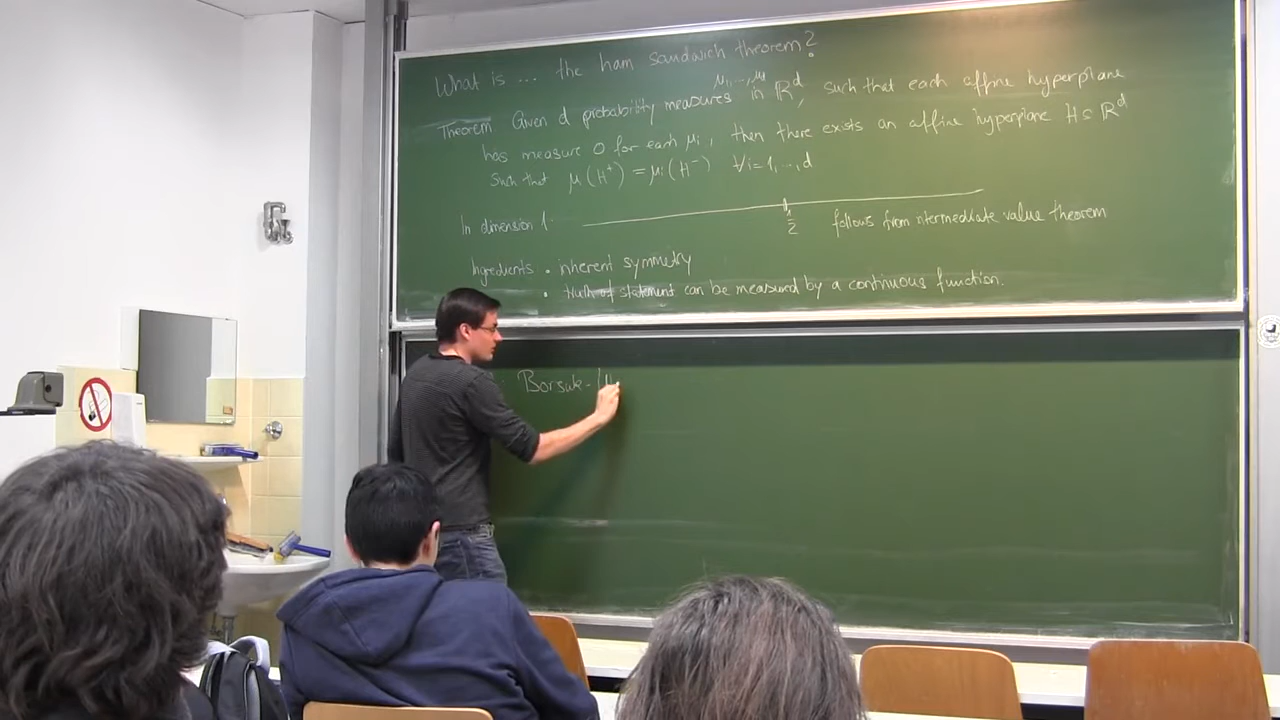 What is ... the ham sandwich theorem?
μ₁,...,μd
Theorem Given d probability measures in ℝᵈ, such that each affine hyperplane
has measure 0 for each μi, then there exists an affine hyperplane H ⊆ ℝᵈ
such that μ(H⁺) = μi(H⁻) ∀i=1,...,d
In dimension 1
1/2 follows from intermediate value theorem
Ingredients • inherent symmetry
• truth of statement can be measured by a continuous function.
Borsuk-